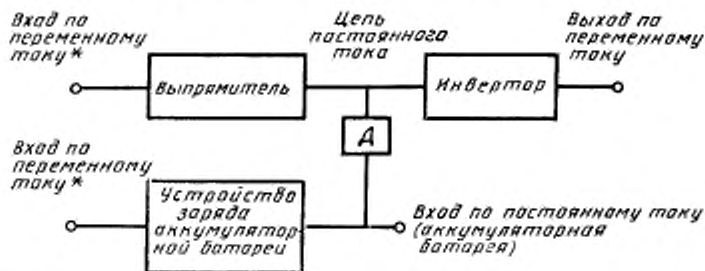 Вход по
переменному
току*
Цепь
постоянного
тока
Выход по
переменному
току
Выпрямитель
Инвертор
Д
Вход по
переменному
току*
Устройство
заряда
аккумулятор-
ной батареи
Вход по постоянному току
(аккумуляторная
батарея)